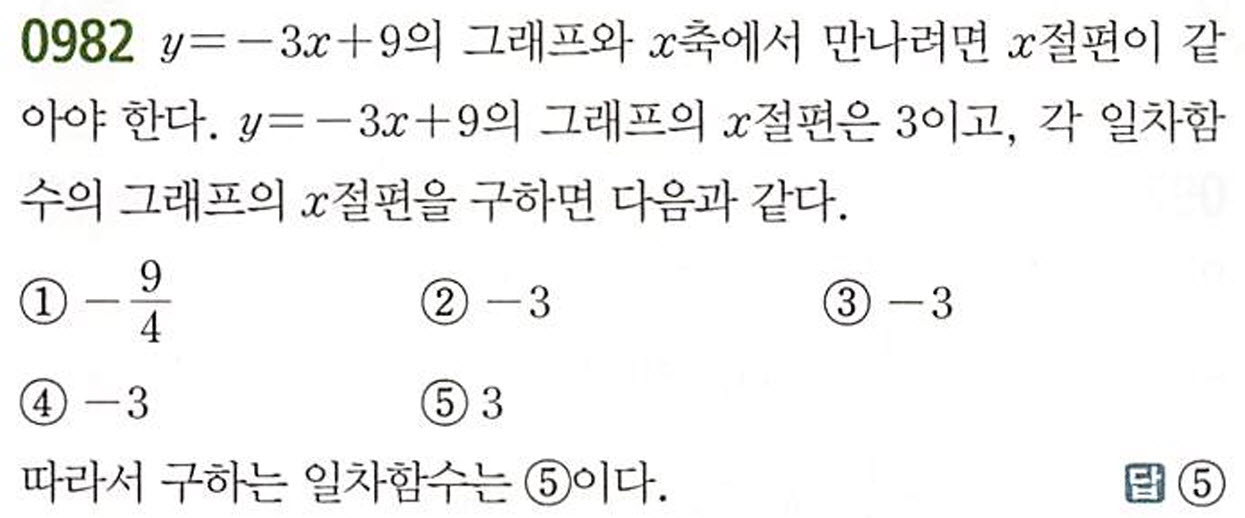 0982 y=-3x+9의 그래프와 x축에서 만나려면 x절편이 같
아야 한다. y=-3x+9의 그래프의 x절편은 3이고, 각 일차함
수의 그래프의 x절편을 구하면 다음과 같다.
① -9/4 ② -3 ③ -3
④ -3 ⑤ 3
따라서 구하는 일차함수는 ⑤이다. 답 ⑤